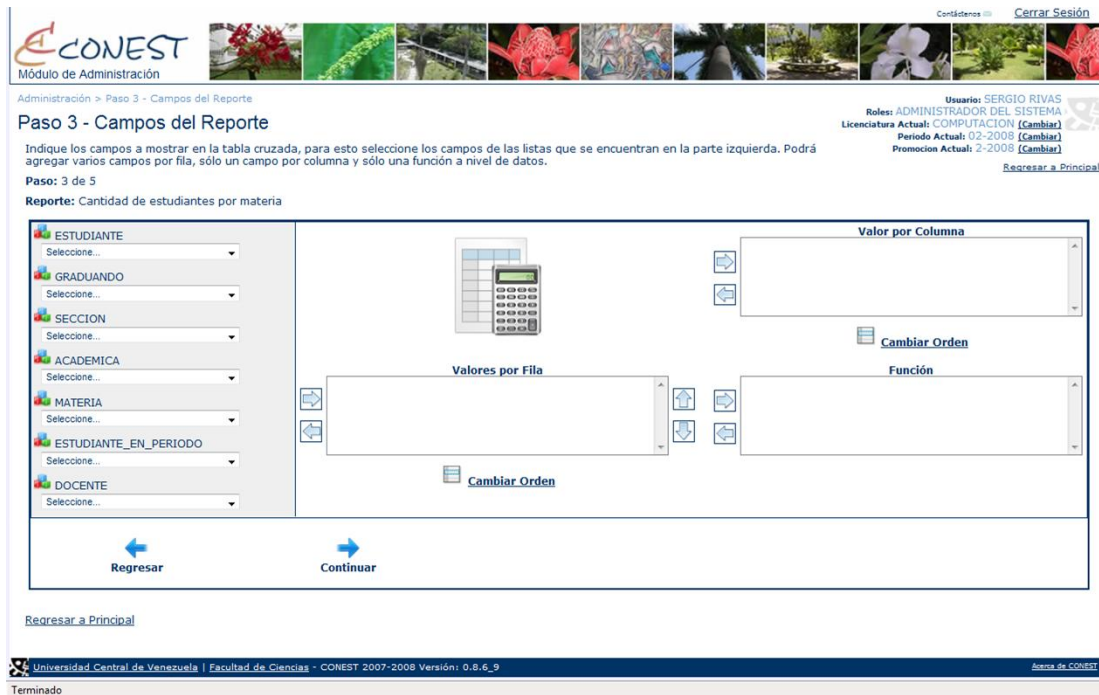 Contáctenos
Cerrar Sesión
CONEST
Módulo de Administración
Administración > Paso 3 - Campos del Reporte
Paso 3 - Campos del Reporte
Usuario: SERGIO RIVAS
Roles: ADMINISTRADOR DEL SISTEMA
Licenciatura Actual: COMPUTACION (Cambiar)
Periodo Actual: 02-2008 (Cambiar)
Promocion Actual: 2-2008 (Cambiar)
Regresar a Principal
Indique los campos a mostrar en la tabla cruzada, para esto seleccione los campos de las listas que se encuentran en la parte izquierda. Podrá
agregar varios campos por fila, sólo un campo por columna y sólo una función a nivel de datos.
Paso: 3 de 5
Reporte: Cantidad de estudiantes por materia
ESTUDIANTE
Seleccione...
GRADUANDO
Seleccione...
SECCION
Seleccione...
ACADEMICA
Seleccione...
MATERIA
Seleccione...
ESTUDIANTE_EN_PERIODO
Seleccione...
DOCENTE
Seleccione...
Valor por Columna
Cambiar Orden
Valores por Fila
Cambiar Orden
Función
Regresar
Continuar
Regresar a Principal
Universidad Central de Venezuela | Facultad de Ciencias - CONEST 2007-2008 Versión: 0.8.6_9
Acerca de CONEST
Terminado